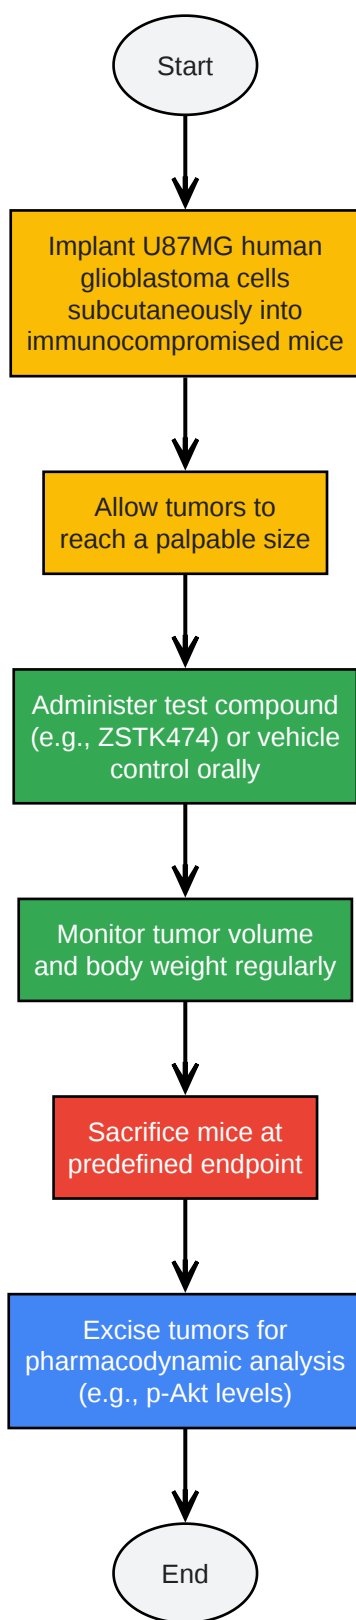 Start
Implant U87MG human
glioblastoma cells
subcutaneously into
immunocompromised mice
Allow tumors to
reach a palpable size
Administer test compound
(e.g., ZSTK474) or vehicle
control orally
Monitor tumor volume
and body weight regularly
Sacrifice mice at
predefined endpoint
Excise tumors for
pharmacodynamic analysis
(e.g., p-Akt levels)
End